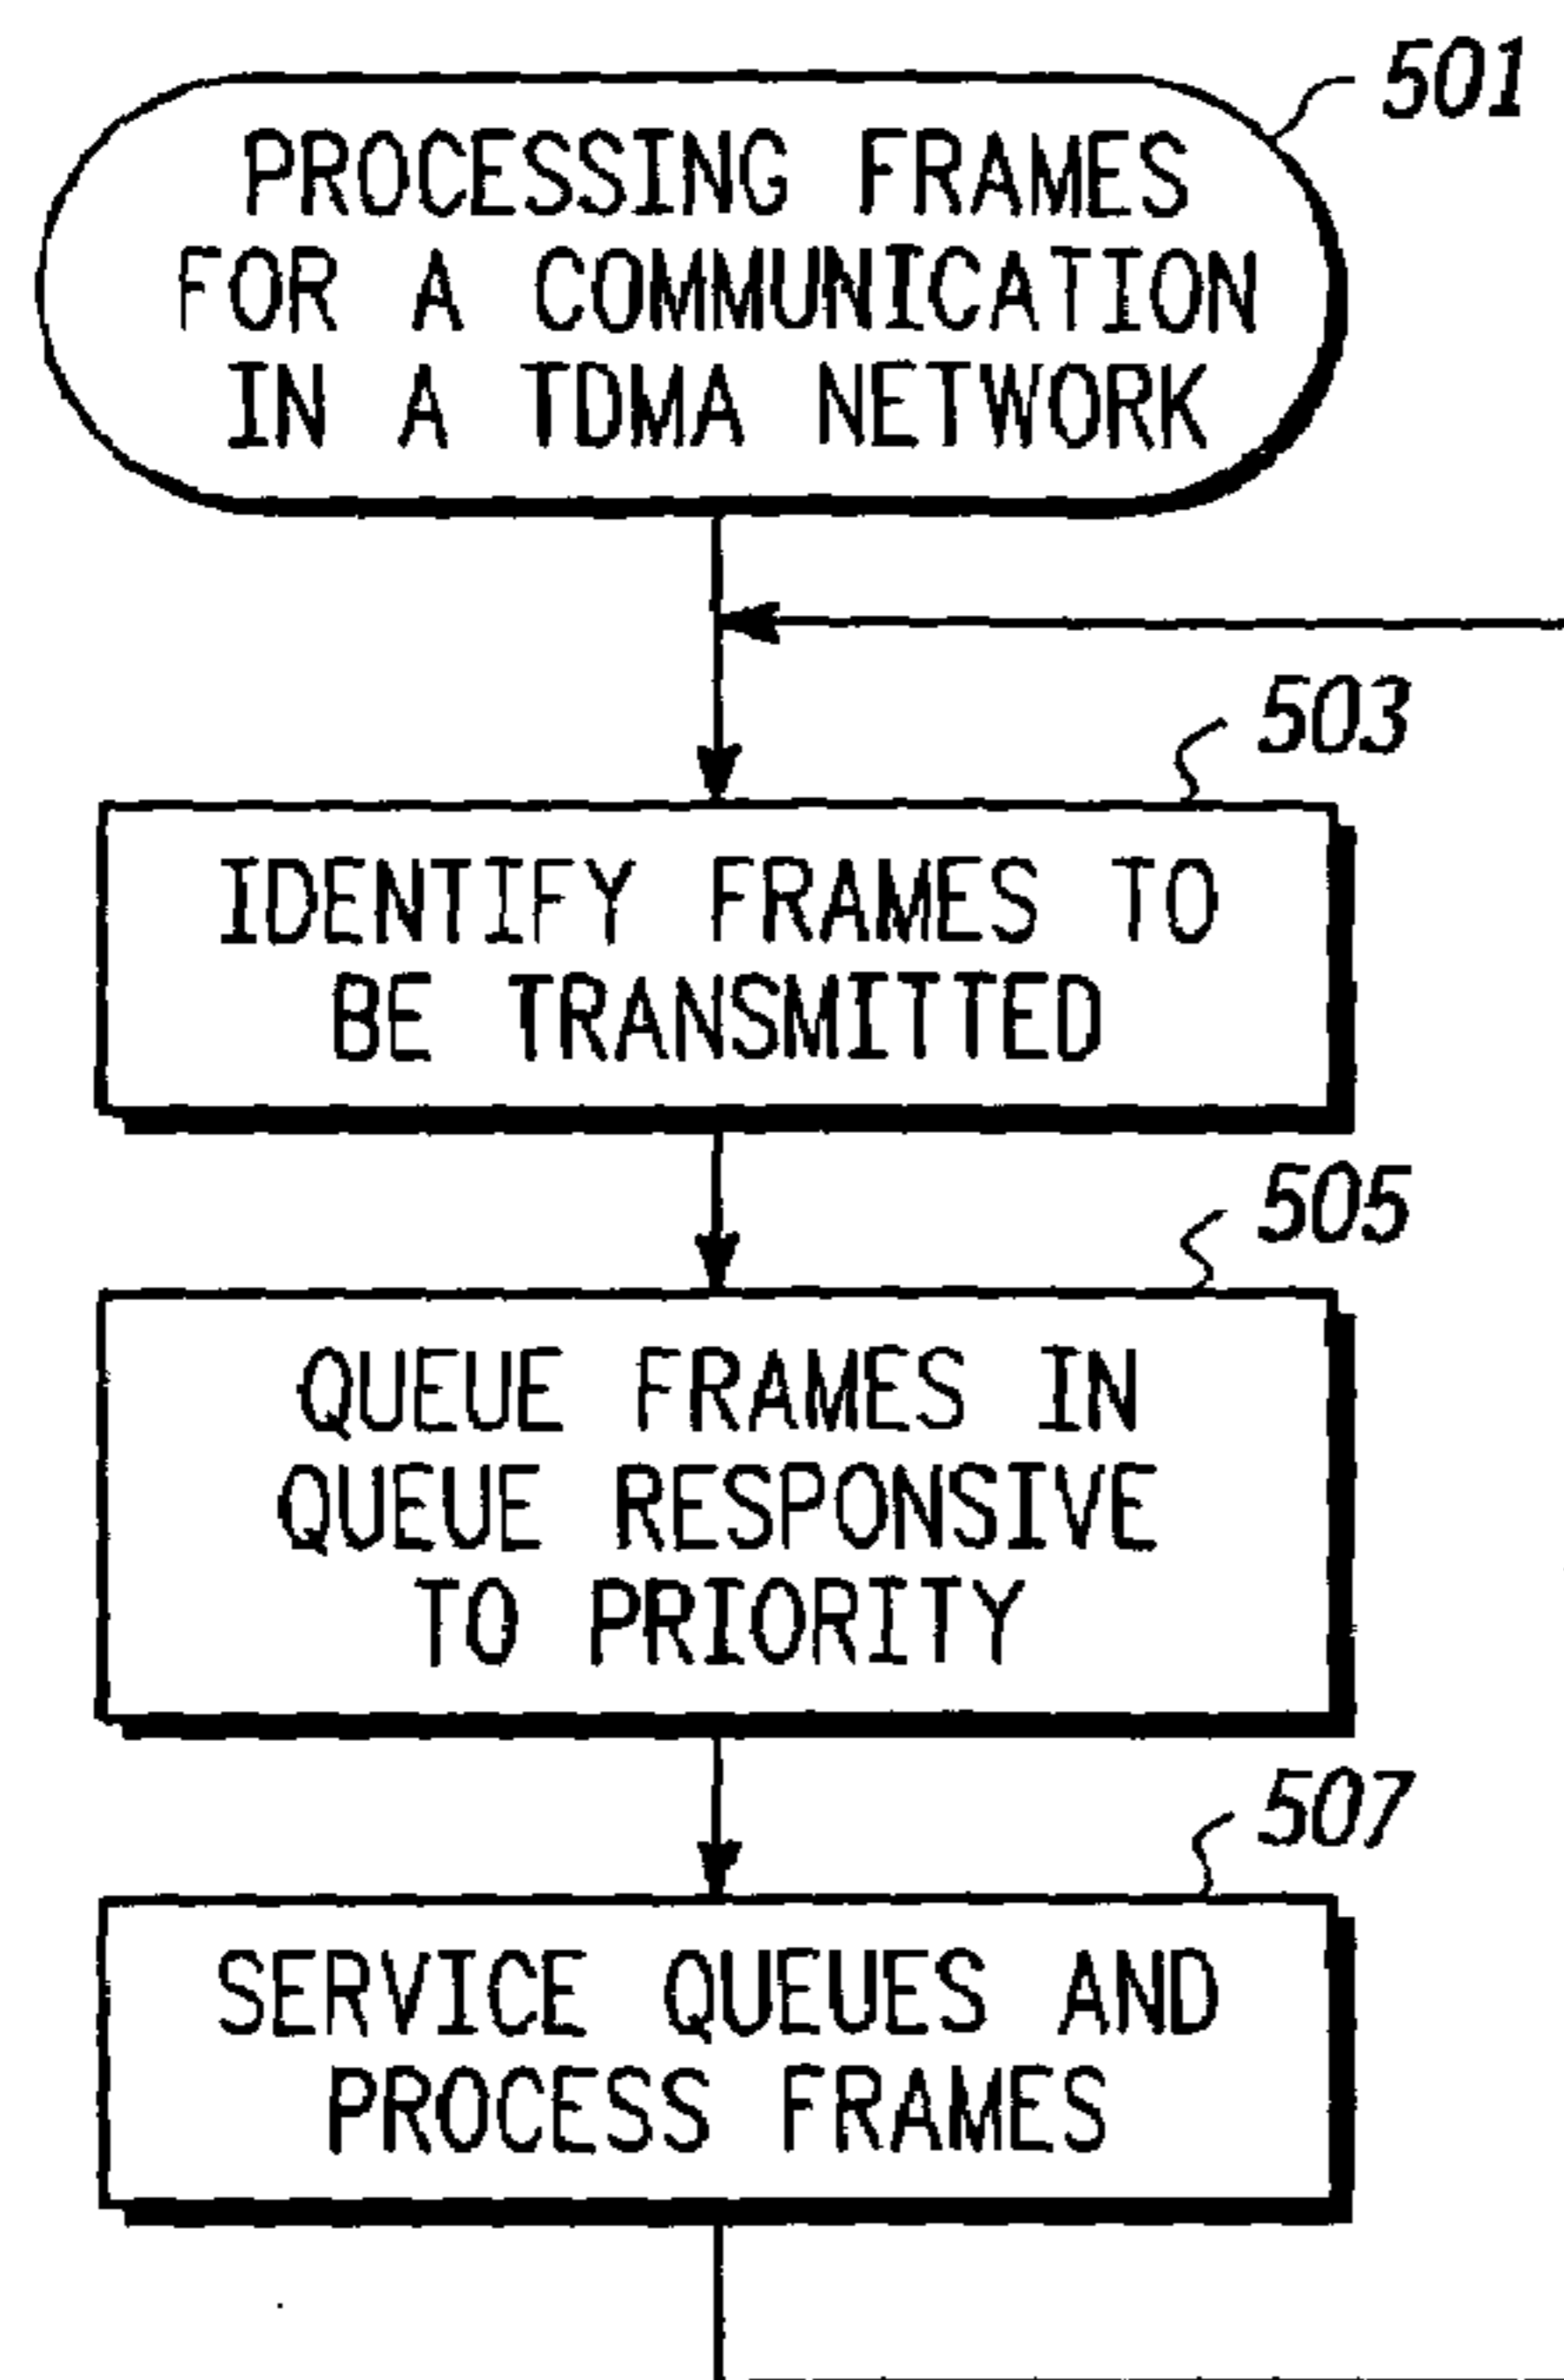 501
PROCESSING FRAMES
FOR A COMMUNICATION
IN A TDMA NETWORK
503
IDENTIFY FRAMES TO
BE TRANSMITTED
505
QUEUE FRAMES IN
QUEUE RESPONSIVE
TO PRIORITY
507
SERVICE QUEUES AND
PROCESS FRAMES